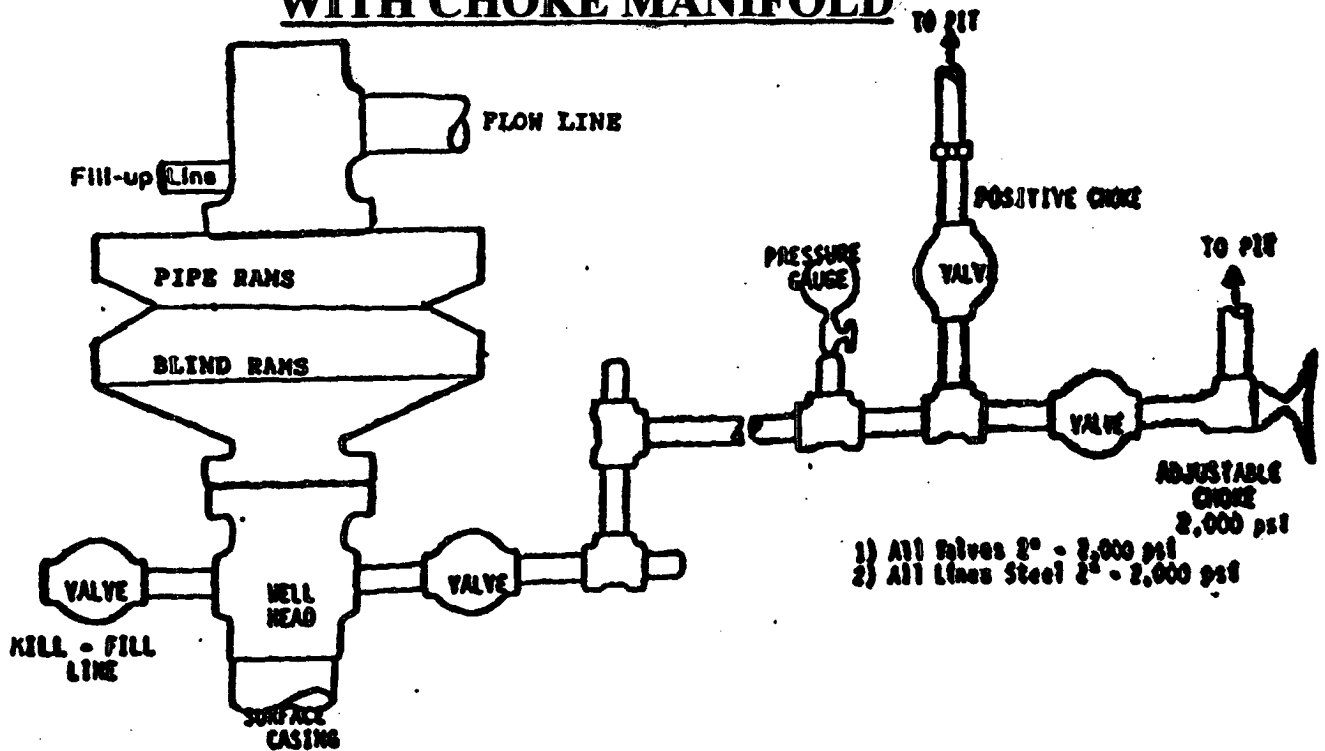 WITH CHOKE MANIFOLD
TO PIT
FLOW LINE
Fill-up Line
POSITIVE CHOKE
PIPE RAMS
PRESSURE
GAUGE
VALV
TO PIT
BLIND RAMS
VALVE
ADJUSTABLE
CHOKE
2,000 psi
1) All Valves 2" - 2,000 psi
2) All Lines Steel 2" - 2,000 psi
VALVE
WELL
HEAD
VALVE
KILL - FILL
LINE
SURFACE
CASING